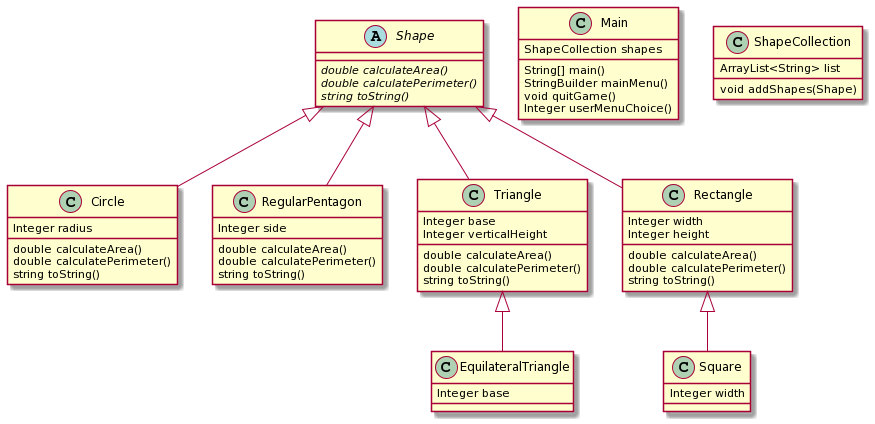 A Shape
double calculateArea()
double calculatePerimeter()
string toString()
C Main
ShapeCollection shapes
String[] main()
StringBuilder mainMenu()
void quitGame()
Integer userMenuChoice()
C ShapeCollection
ArrayList<String> list
void addShapes(Shape)
C Circle
Integer radius
double calculateArea()
double calculatePerimeter()
string toString()
C RegularPentagon
Integer side
double calculateArea()
double calculatePerimeter()
string toString()
C Triangle
Integer base
Integer verticalHeight
double calculateArea()
double calculatePerimeter()
string toString()
C Rectangle
Integer width
Integer height
double calculateArea()
double calculatePerimeter()
string toString()
C EquilateralTriangle
Integer base
C Square
Integer width